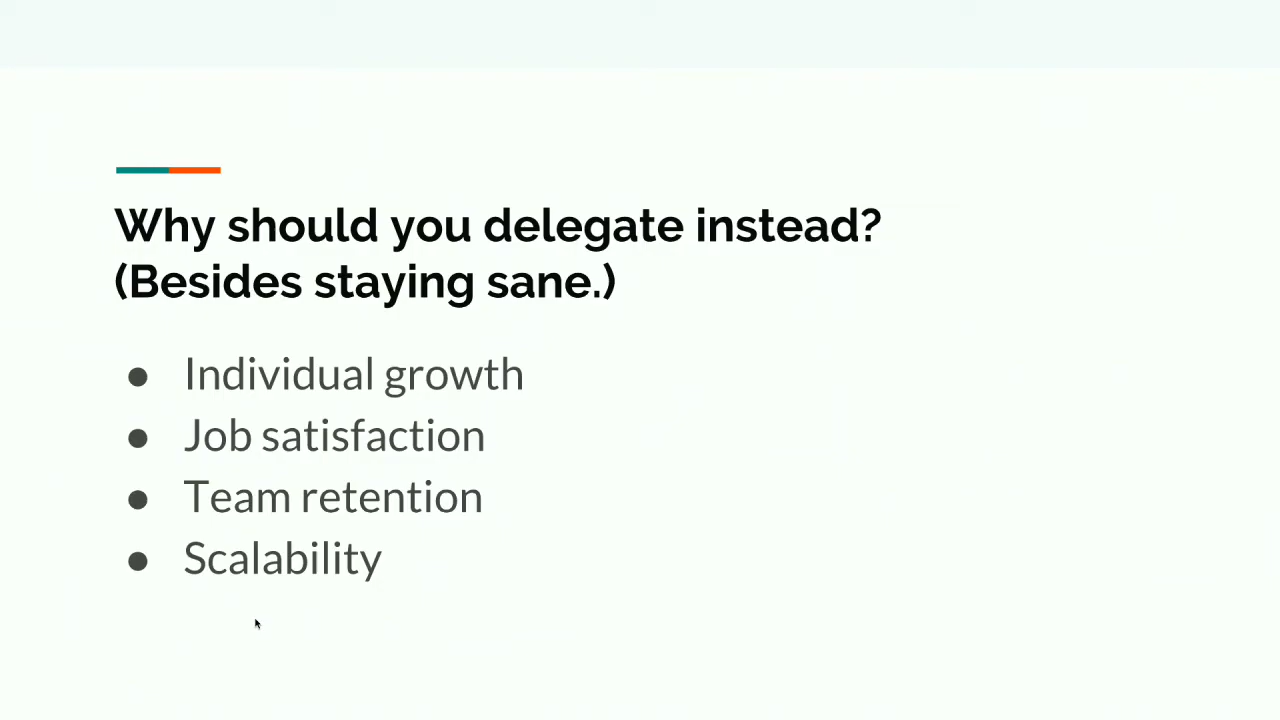 Why should you delegate instead?
(Besides staying sane.)
● Individual growth
● Job satisfaction
● Team retention
● Scalability